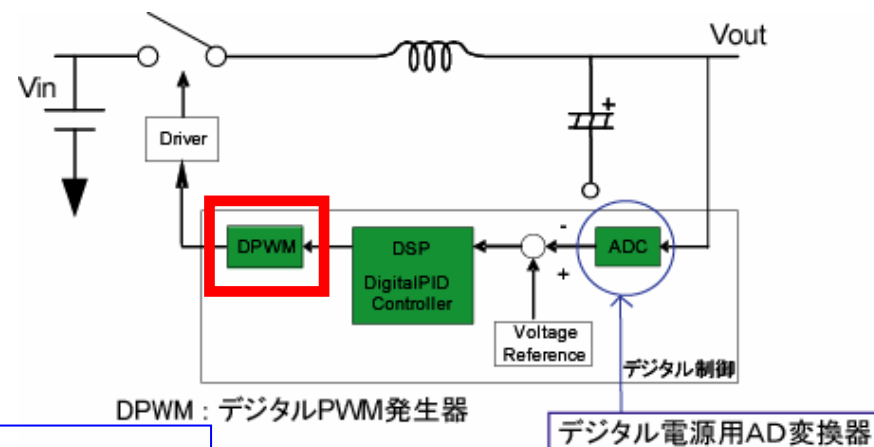 Vout
Vin
+
Driver
DPWM
DSP
DigitalPID
Controller
-
+
ADC
Voltage
Reference
デジタル制御
DPWM : デジタルPWM発生器
デジタル電源用AD変換器